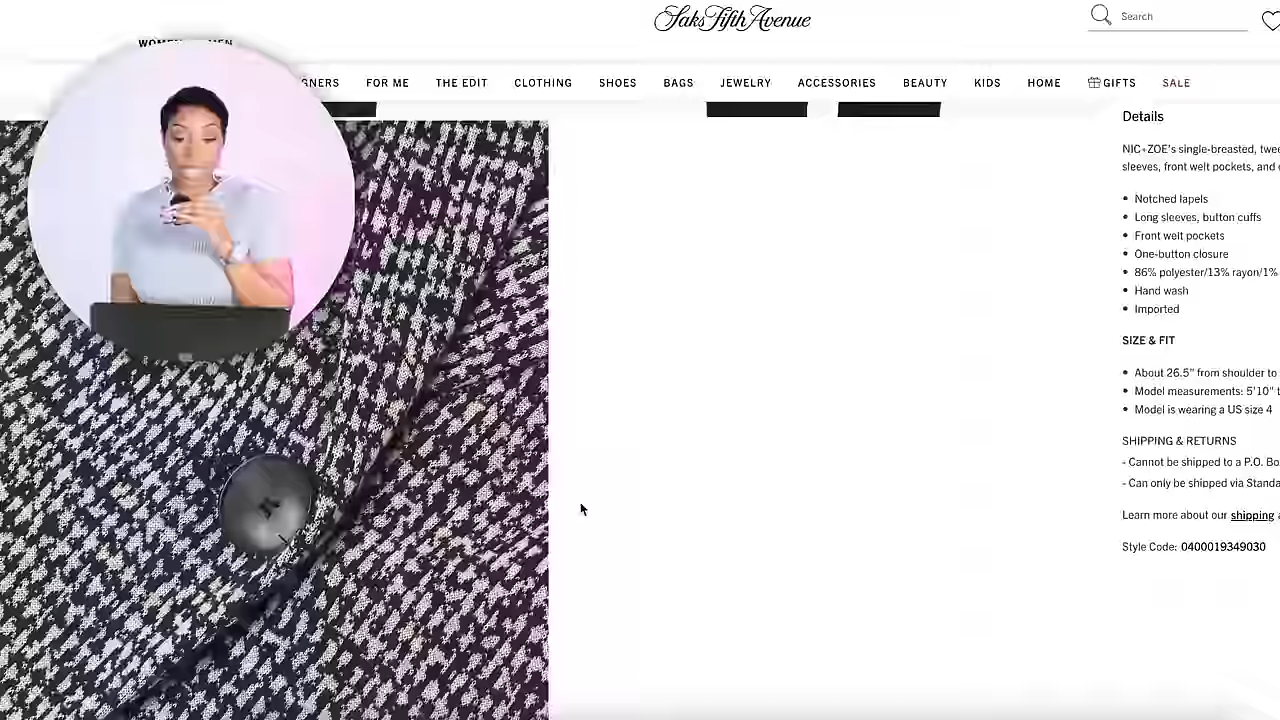 Saks Fifth Avenue
Search
FOR ME THE EDIT CLOTHING SHOES BAGS JEWELRY ACCESSORIES BEAUTY KIDS HOME GIFTS SALE
Details
NIC+ZOE's single-breasted,
sleeves, front welt pockets, and
Notched lapels
Long sleeves, button cuffs
Front welt pockets
One-button closure
86% polyester/13% rayon/1%
Hand wash
Imported
SIZE & FIT
About 26.5" from shoulder to
Model measurements: 5'10"
Model is wearing a US size 4
SHIPPING & RETURNS
- Cannot be shipped to a P.O.
- Can only be shipped via
Learn more about our shipping
Style Code: 0400019349030